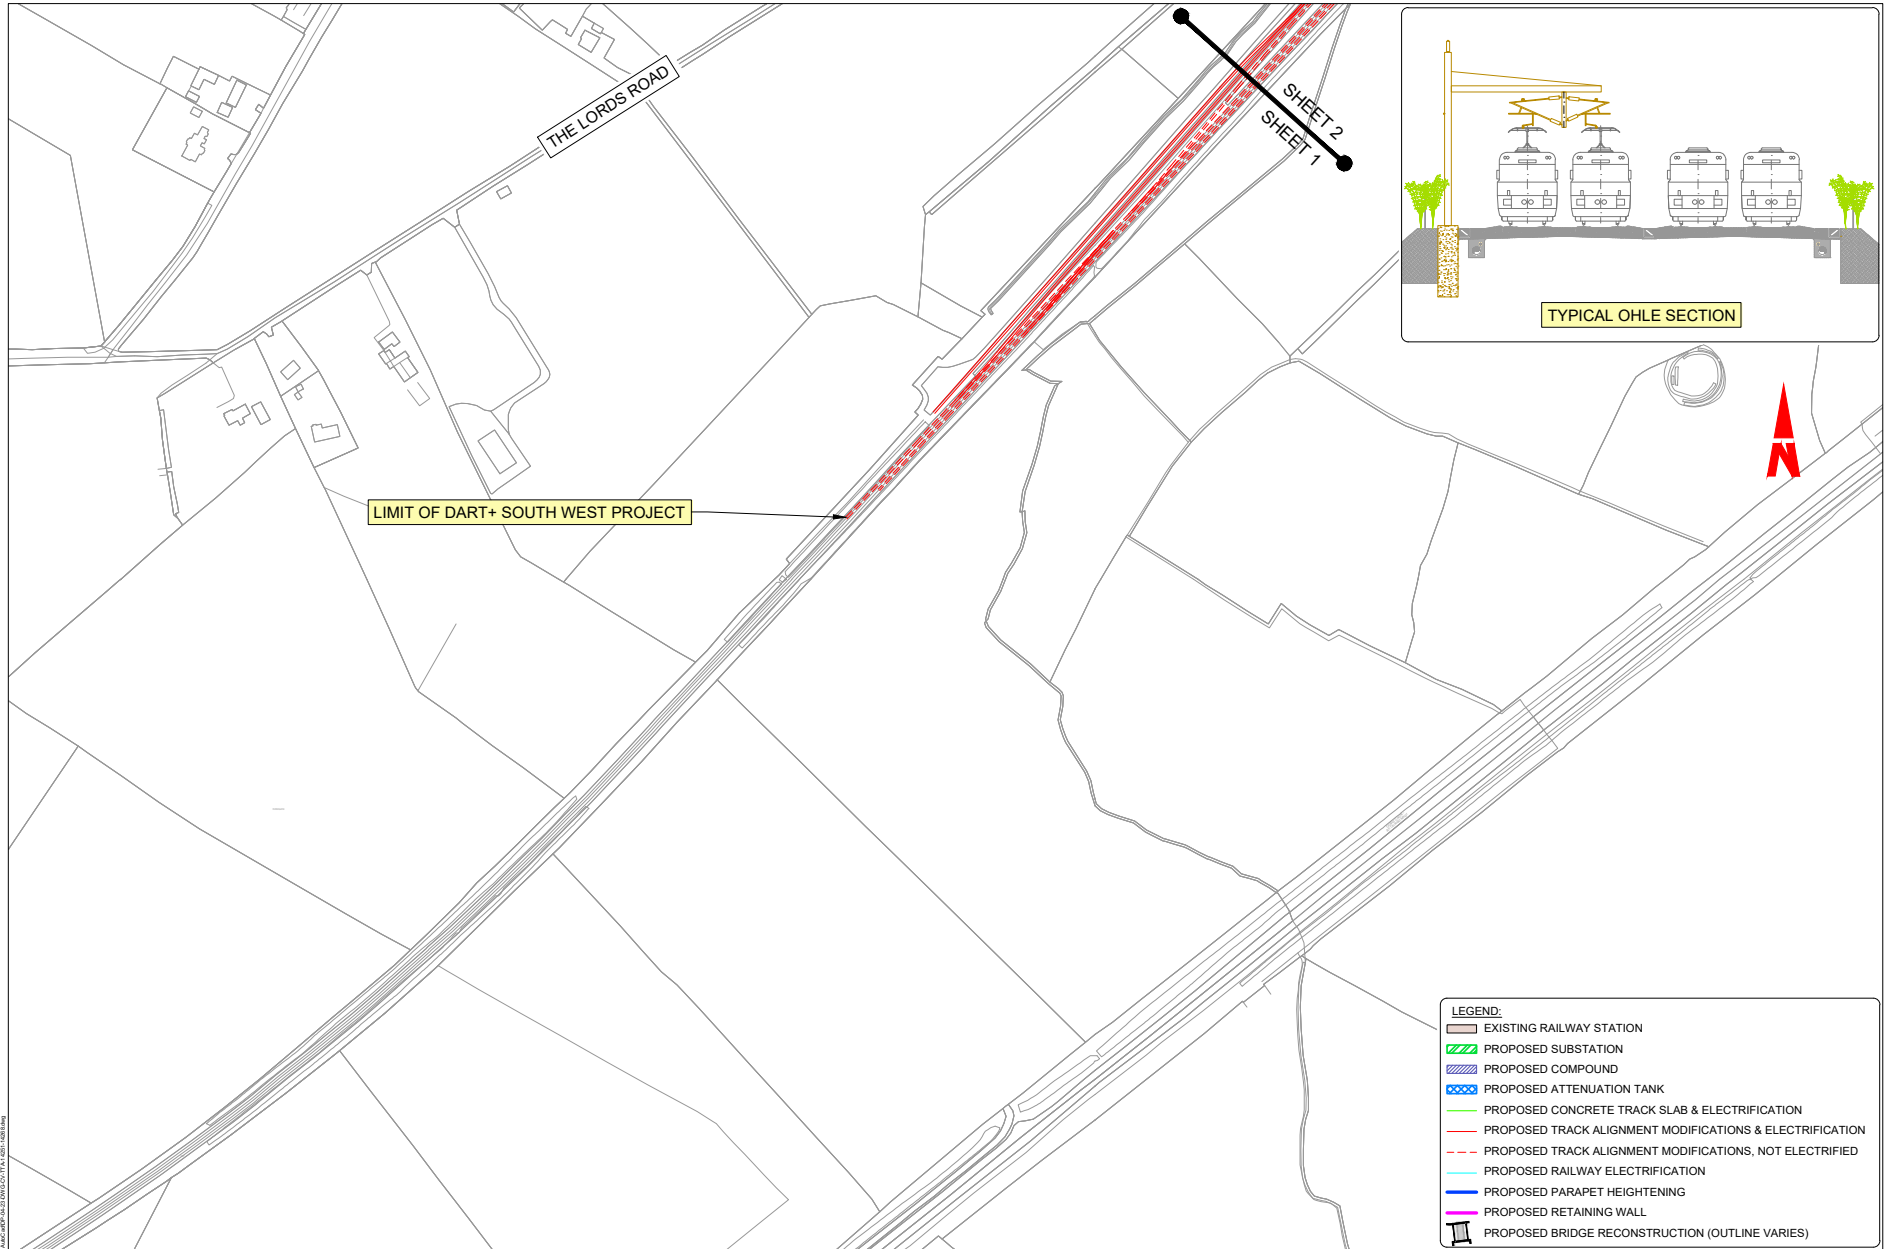 THE LORDS ROAD
SHEET 2
SHEET 1
TYPICAL OHLE SECTION
N
LIMIT OF DART+ SOUTH WEST PROJECT
LEGEND:
EXISTING RAILWAY STATION
PROPOSED SUBSTATION
PROPOSED COMPOUND
PROPOSED ATTENUATION TANK
PROPOSED CONCRETE TRACK SLAB & ELECTRIFICATION
PROPOSED TRACK ALIGNMENT MODIFICATIONS & ELECTRIFICATION
PROPOSED TRACK ALIGNMENT MODIFICATIONS, NOT ELECTRIFIED
PROPOSED RAILWAY ELECTRIFICATION
PROPOSED PARAPET HEIGHTENING
PROPOSED RETAINING WALL
PROPOSED BRIDGE RECONSTRUCTION (OUTLINE VARIES)